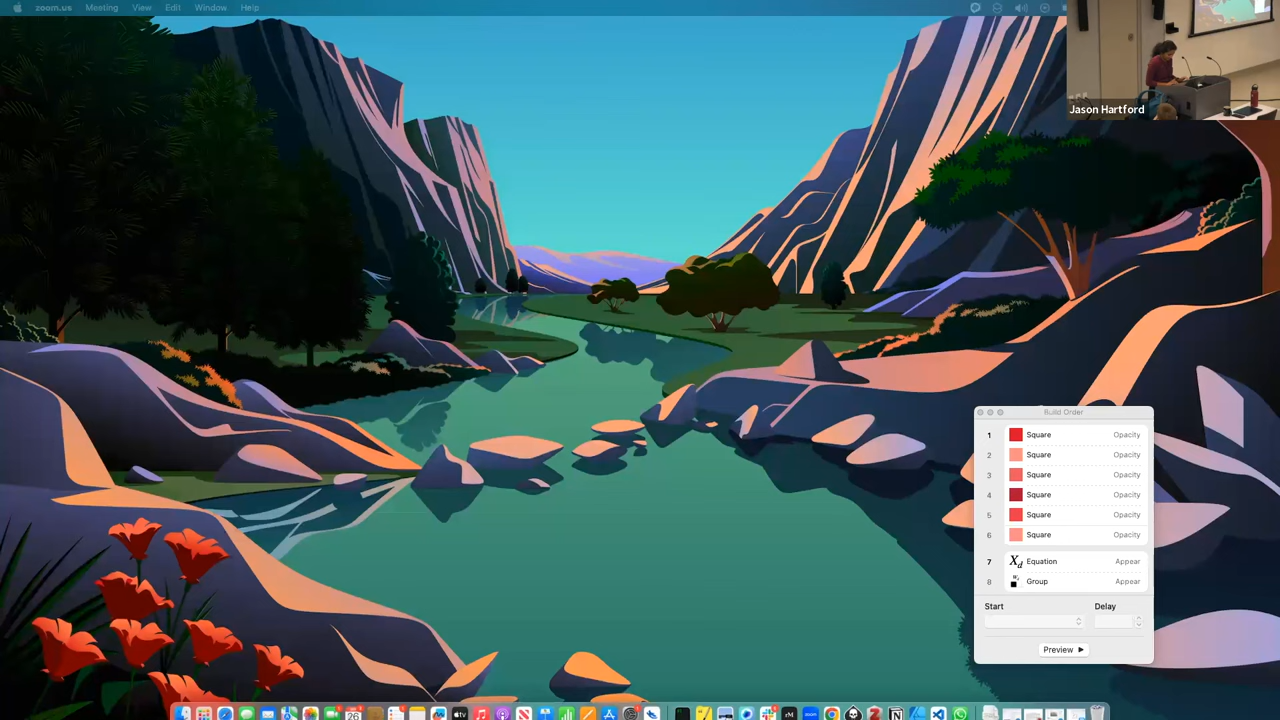 zoom.us Meeting View Edit Window Help
Jason Hartford
Build Order
1 Square Opacity
2 Square Opacity
3 Square Opacity
4 Square Opacity
5 Square Opacity
6 Square Opacity
7 Xd Equation Appear
8 Group Appear
Start Delay
Preview
26